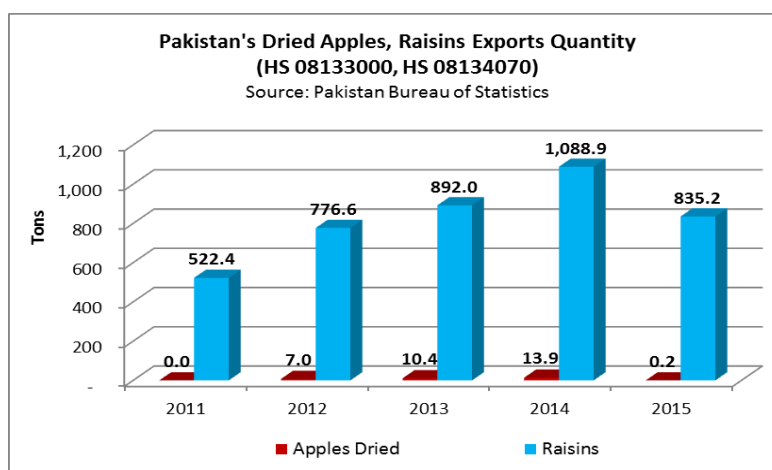 Pakistan's Dried Apples, Raisins Exports Quantity
(HS 08133000, HS 08134070)
Source: Pakistan Bureau of Statistics
Tons
1,200
1,000
800
600
400
200
-
522.4
776.6
892.0
1,088.9
835.2
0.0
7.0
10.4
13.9
0.2
2011 2012 2013 2014 2015
Apples Dried Raisins